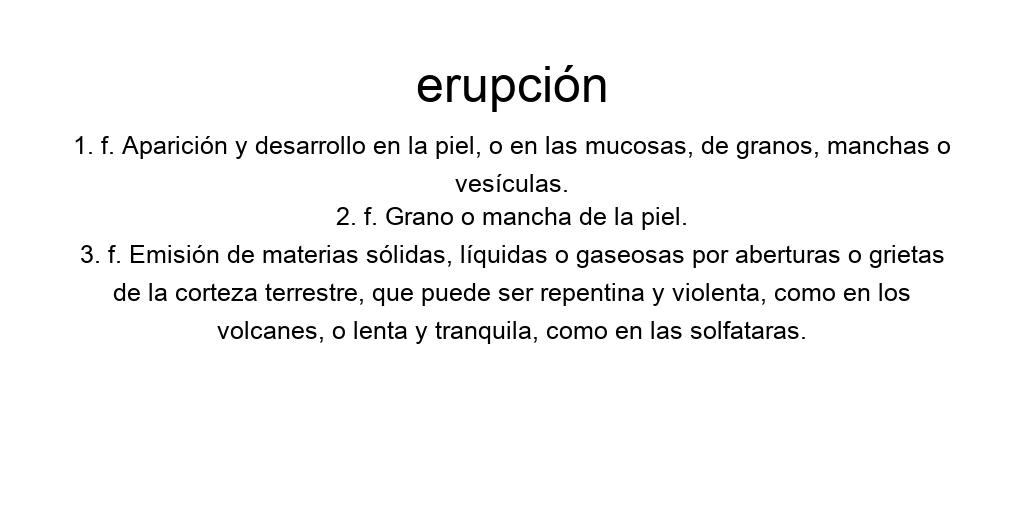 erupción
1. f. Aparición y desarrollo en la piel, o en las mucosas, de granos, manchas o
vesículas.
2. f. Grano o mancha de la piel.
3. f. Emisión de materias sólidas, líquidas o gaseosas por aberturas o grietas
de la corteza terrestre, que puede ser repentina y violenta, como en los
volcanes, o lenta y tranquila, como en las solfataras.